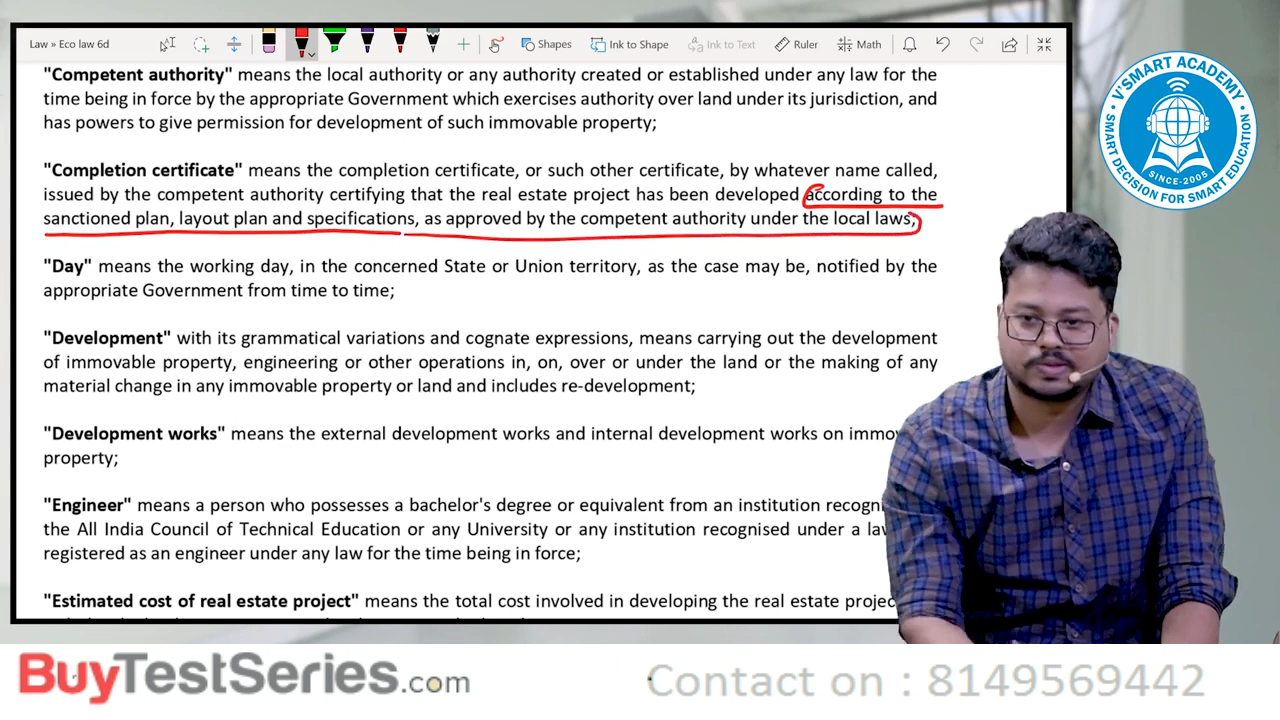 Law » Eco law 6d
Shapes
Ink to Shape
Ink to Text
Ruler
Math
"Competent authority" means the local authority or any authority created or established under any law for the
time being in force by the appropriate Government which exercises authority over land under its jurisdiction, and
has powers to give permission for development of such immovable property;
"Completion certificate" means the completion certificate, or such other certificate, by whatever name called,
issued by the competent authority certifying that the real estate project has been developed according to the
sanctioned plan, layout plan and specifications, as approved by the competent authority under the local laws;
"Day" means the working day, in the concerned State or Union territory, as the case may be, notified by the
appropriate Government from time to time;
"Development" with its grammatical variations and cognate expressions, means carrying out the development
of immovable property, engineering or other operations in, on, over or under the land or the making of any
material change in any immovable property or land and includes re-development;
"Development works" means the external development works and internal development works on
property;
"Engineer" means a person who possesses a bachelor's degree or equivalent from an institution
the All India Council of Technical Education or any University or any institution recognised under a
registered as an engineer under any law for the time being in force;
"Estimated cost of real estate project" means the total cost involved in developing the real estate
V'SMART ACADEMY
SINCE-2005
SMART DECISION FOR SMART EDUCATION
BuyTestSeries.com
Contact on : 8149569442